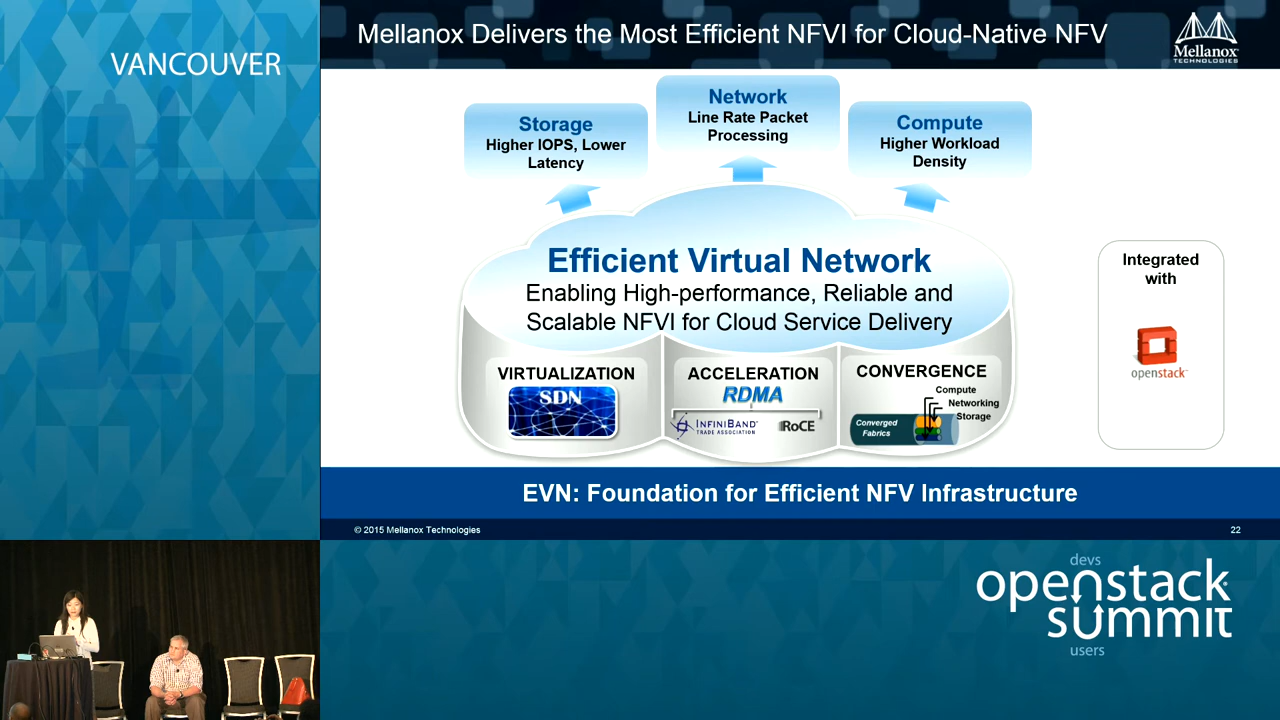 VANCOUVER
Mellanox Delivers the Most Efficient NFVI for Cloud-Native NFV
Mellanox
TECHNOLOGIES
Storage
Higher IOPS, Lower
Latency
Network
Line Rate Packet
Processing
Compute
Higher Workload
Density
Efficient Virtual Network
Enabling High-performance, Reliable and
Scalable NFVI for Cloud Service Delivery
VIRTUALIZATION
SDN
ACCELERATION
RDMA
INFINIBAND
TRADE ASSOCIATION
RoCE
CONVERGENCE
Compute
Networking
Storage
Converged
Fabrics
Integrated
with
openstack
EVN: Foundation for Efficient NFV Infrastructure
© 2015 Mellanox Technologies
22
devs
openstack
summit
users